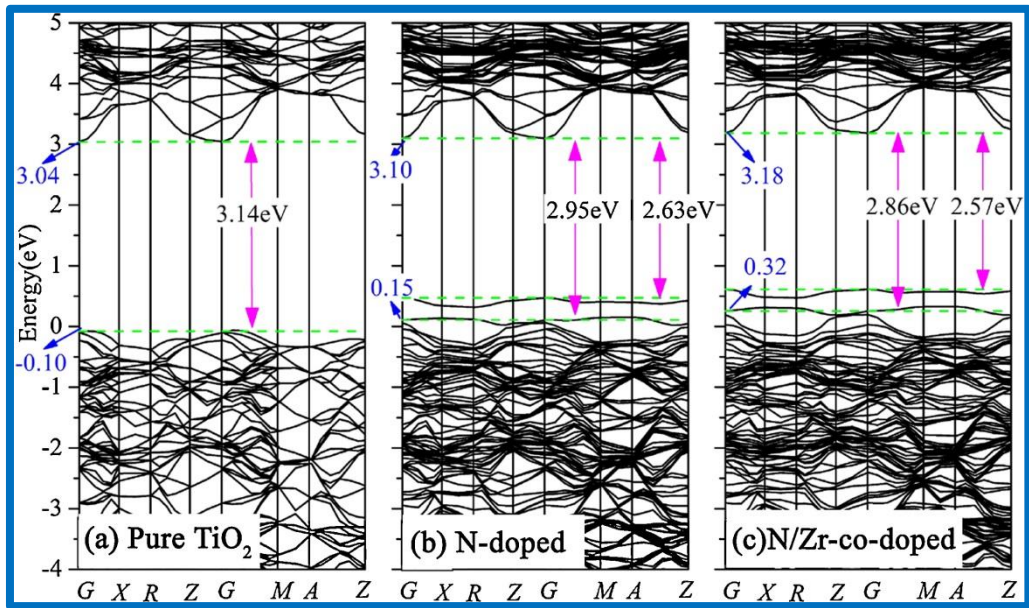 Energy(eV)
5
4
3
2
1
0
-1
-2
-3
-4
3.04
3.14eV
-0.10
(a) Pure TiO₂
G X R Z G M A Z
3.10
2.95eV 2.63eV
0.15
(b) N-doped
G X R Z G M A Z
3.18
2.86eV 2.57eV
0.32
(c)N/Zr-co-doped
G X R Z G M A Z